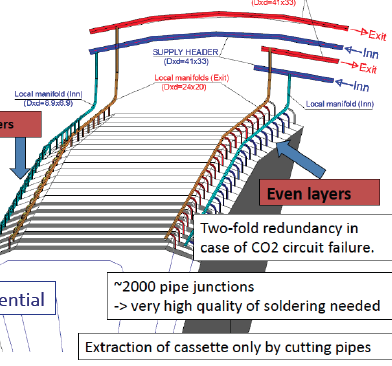 (Dxd=41x33)
Exit
SUPPLY HEADER
(Dxd=41x33)
Inn
Exit
Local manifold (Inn)
(Dxd=8.9x6.9)
Local manifolds (Exit)
(Dxd=24x20)
Inn
Local manifold (Inn)
ers
Even layers
Two-fold redundancy in
case of CO2 circuit failure.
~2000 pipe junctions
-> very high quality of soldering needed
ential
Extraction of cassette only by cutting pipes